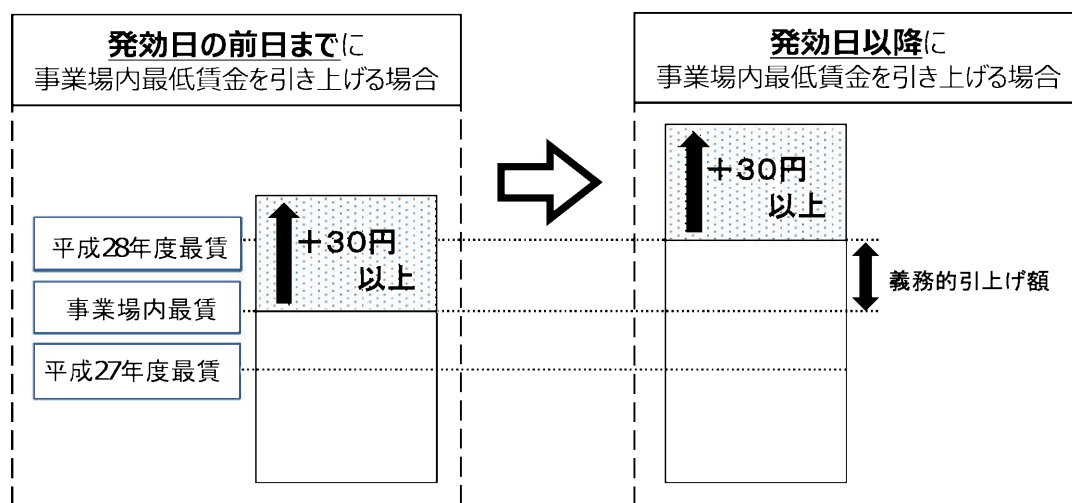 発効日の前日までに
事業場内最低賃金を引き上げる場合
発効日以降に
事業場内最低賃金を引き上げる場合
+30円
以上
+30円
以上
平成28年度最賃
事業場内最賃
平成27年度最賃
義務的引上げ額